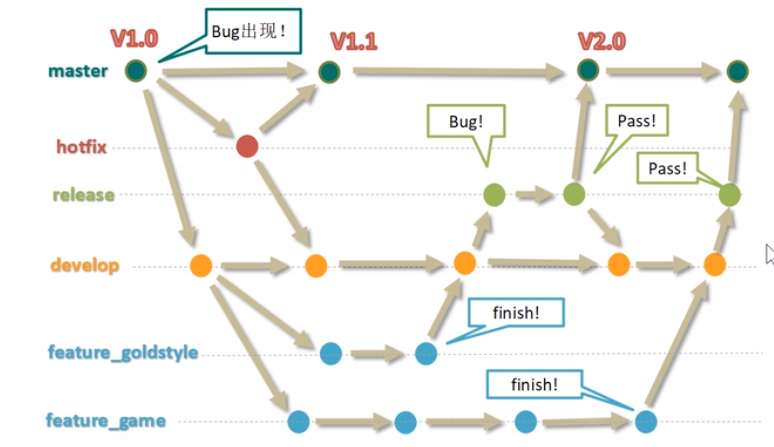 V1.0
Bug出现！
V1.1
V2.0
master
Bug!
Pass!
hotfix
Pass!
release
develop
finish!
feature_goldstyle
finish!
feature_game